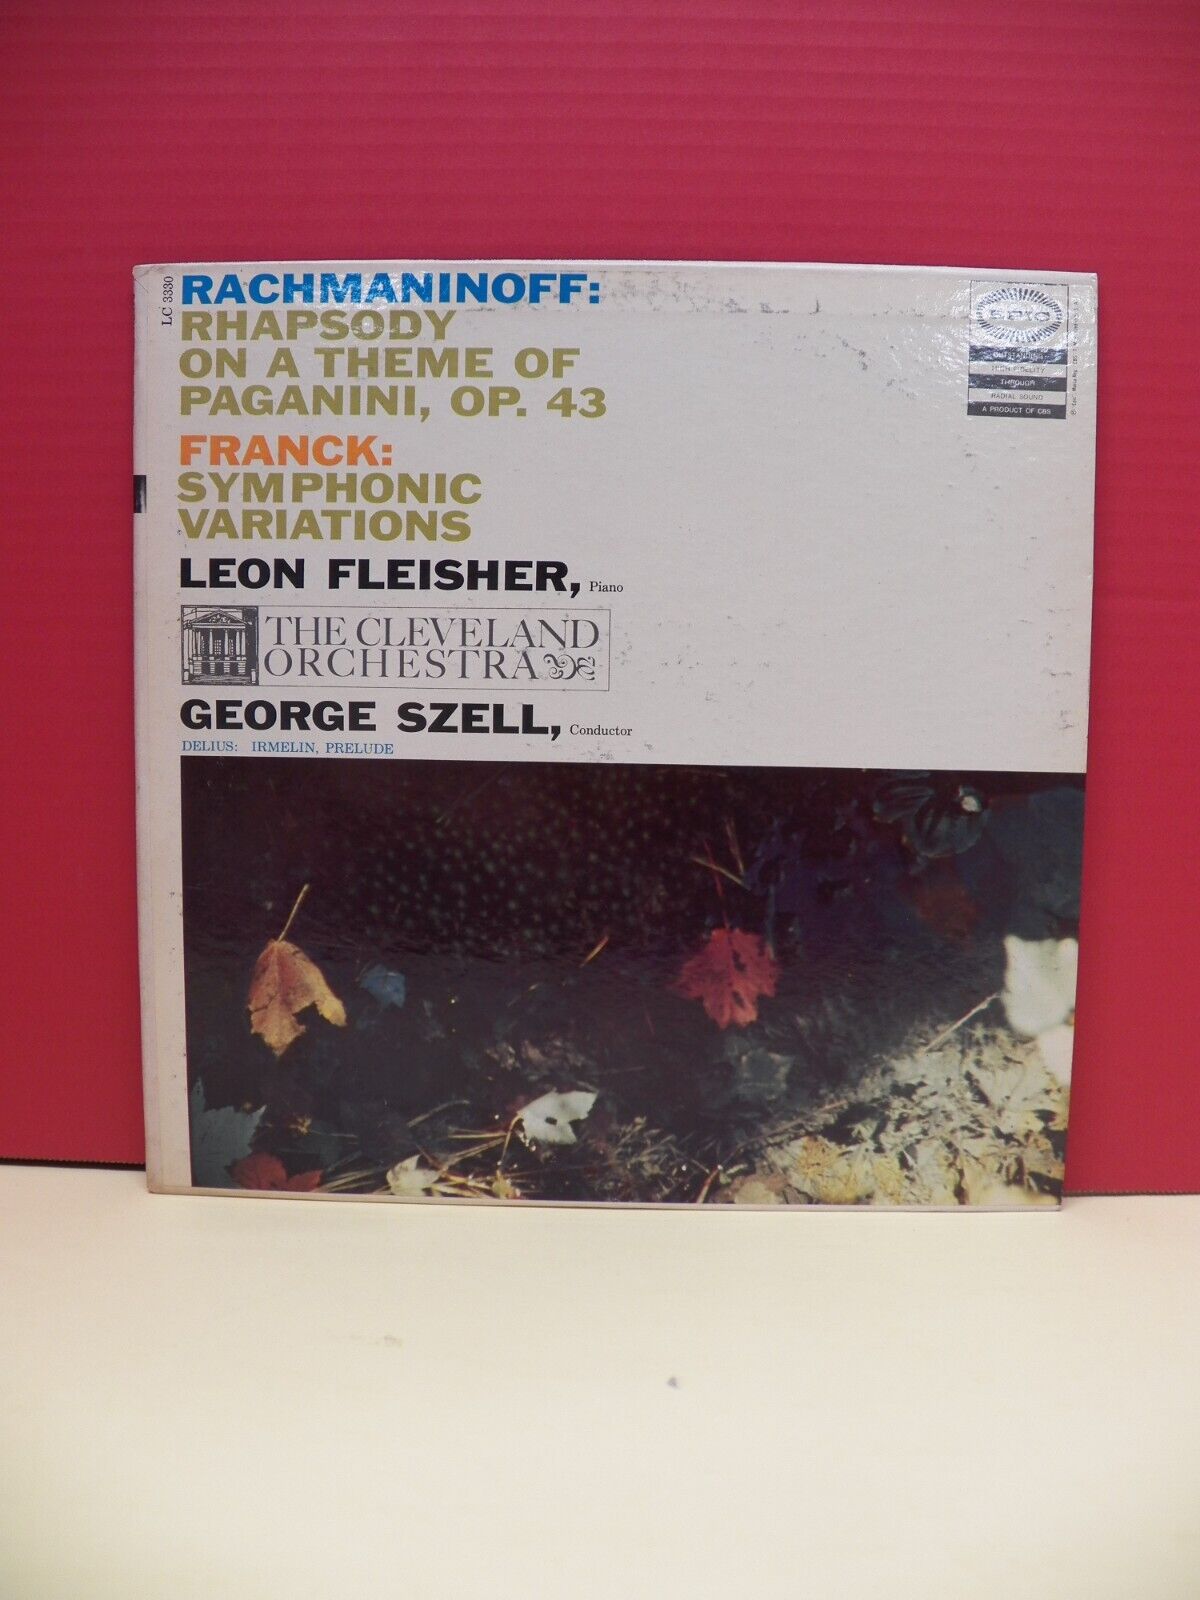 LC 3330
RACHMANINOFF:
RHAPSODY
ON A THEME OF
PAGANINI, OP. 43
FRANCK:
SYMPHONIC
VARIATIONS
LEON FLEISHER, Piano
THE CLEVELAND
ORCHESTRA
GEORGE SZELL, Conductor
DELIUS: IRMELIN, PRELUDE
EPIC
OUTSTANDING
HIGH FIDELITY
THROUGH
RADIAL SOUND
A PRODUCT OF CBS